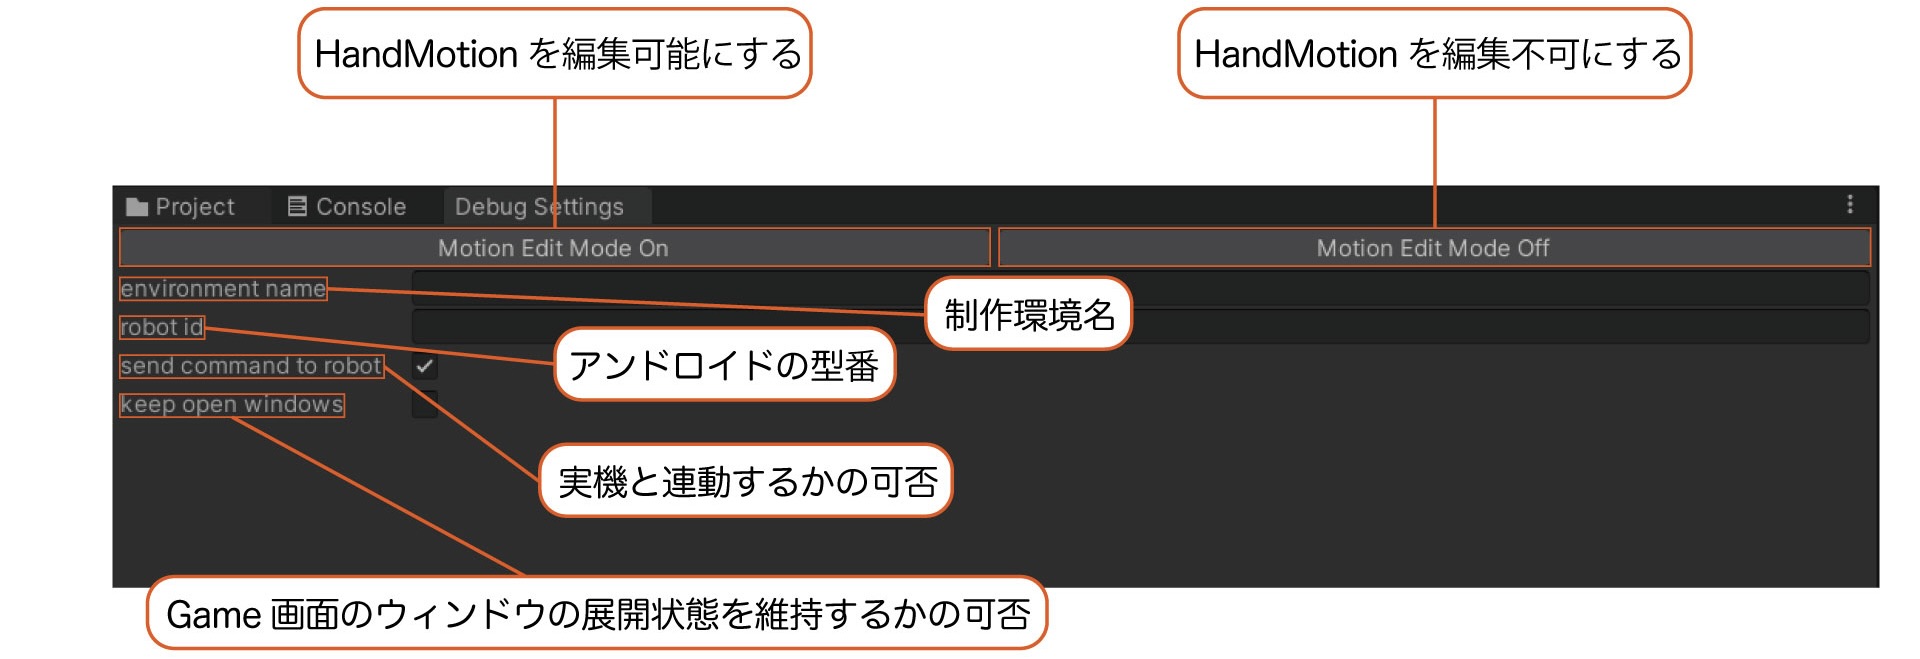 HandMotion を編集可能にする
HandMotion を編集不可にする
Project
Console
Debug Settings
Motion Edit Mode On
Motion Edit Mode Off
environment name
制作環境名
robot id
アンドロイドの型番
send command to robot
keep open windows
実機と連動するかの可否
Game 画面のウィンドウの展開状態を維持するかの可否